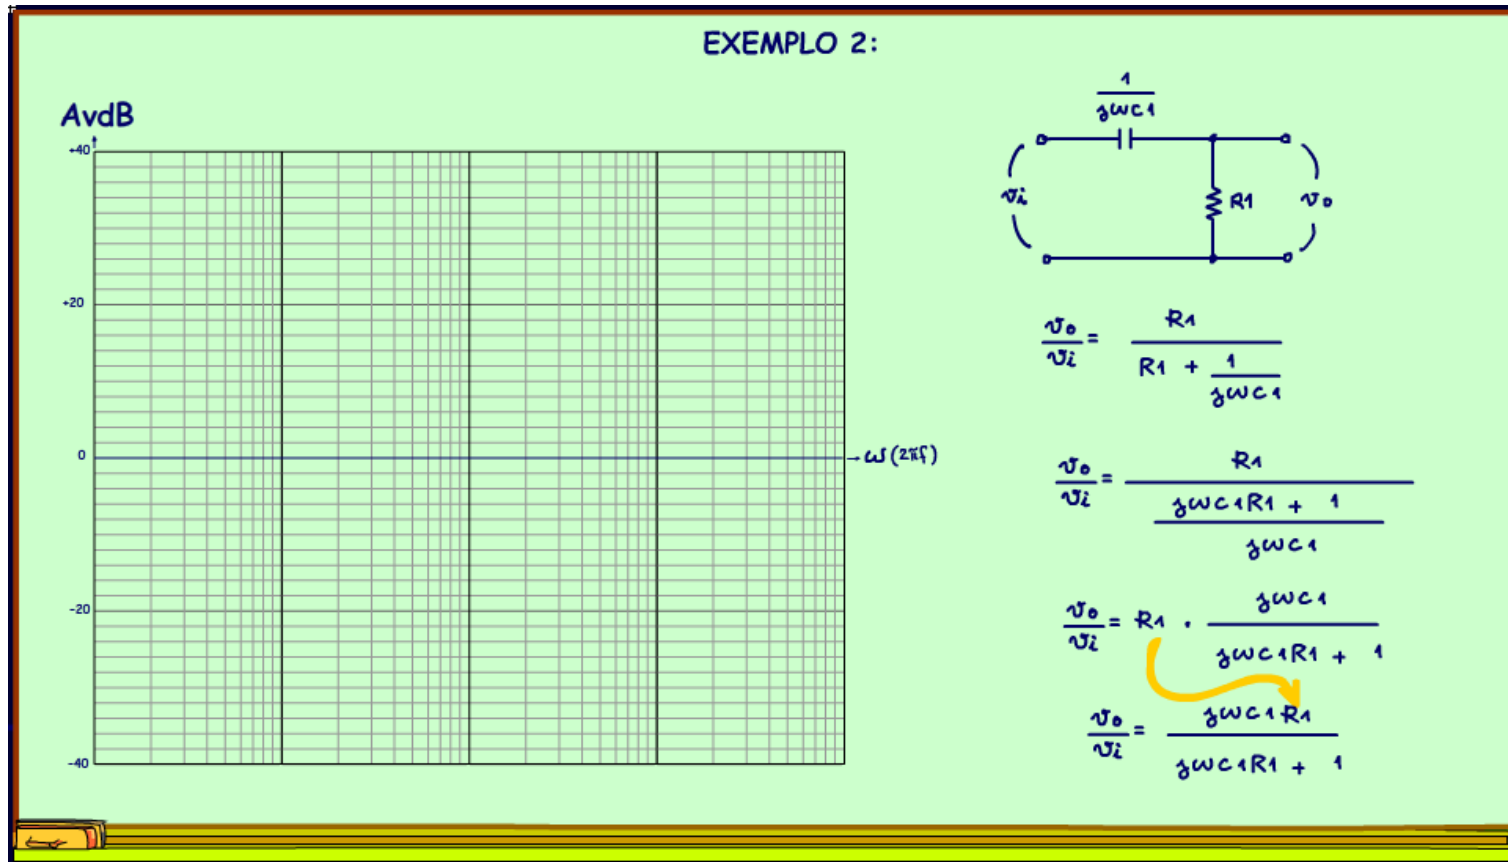 EXEMPLO 2:
AvdB
+40
+20
0
-20
-40
→ω(2πf)
1
jωC1
vi
R1
vo
vo/vi = R1 / (R1 + 1/jωC1)
vo/vi = R1 / ((jωC1R1 + 1)/jωC1)
vo/vi = R1 . jωC1 / (jωC1R1 + 1)
vo/vi = jωC1R1 / (jωC1R1 + 1)